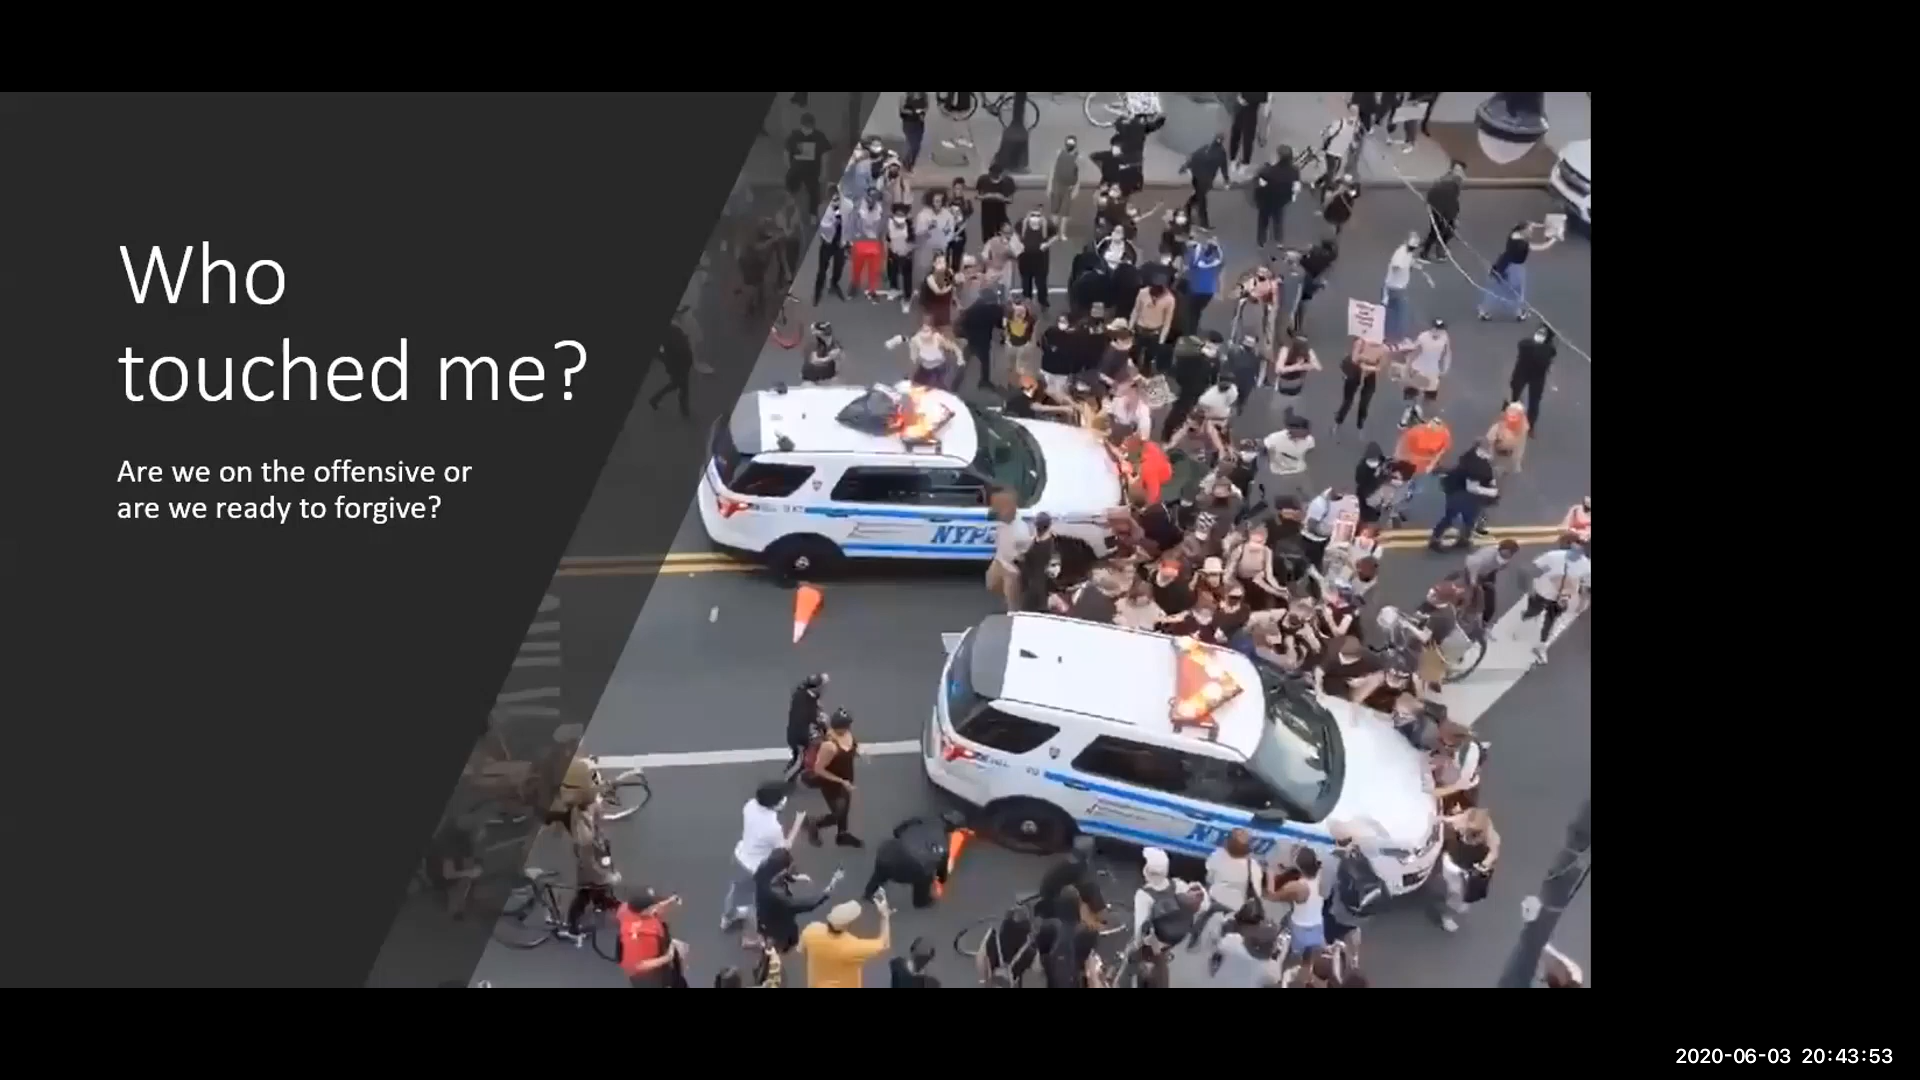 Who
touched me?
Are we on the offensive or
are we ready to forgive?
NYPD
NYPD
2020-06-03 20:43:53